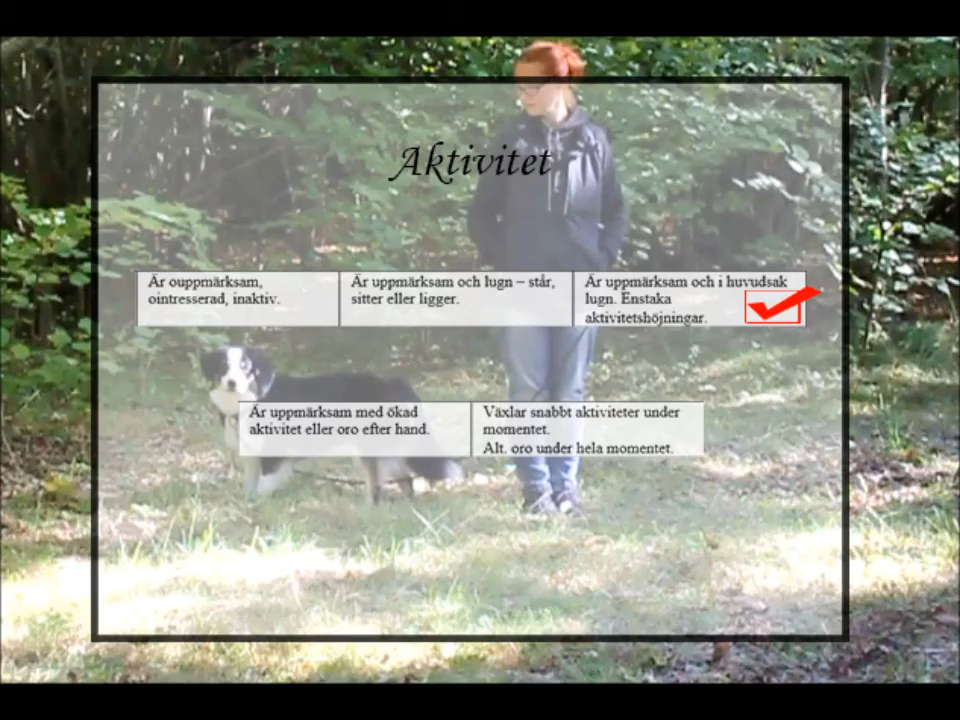 Aktivitet
Är ouppmärksam,
ointresserad, inaktiv.
Är uppmärksam och lugn – står,
sitter eller ligger.
Är uppmärksam och i huvudsak
lugn. Enstaka
aktivitetshöjningar.
Är uppmärksam med ökad
aktivitet eller oro efter hand.
Växlar snabbt aktiviteter under
momentet.
Alt. oro under hela momentet.